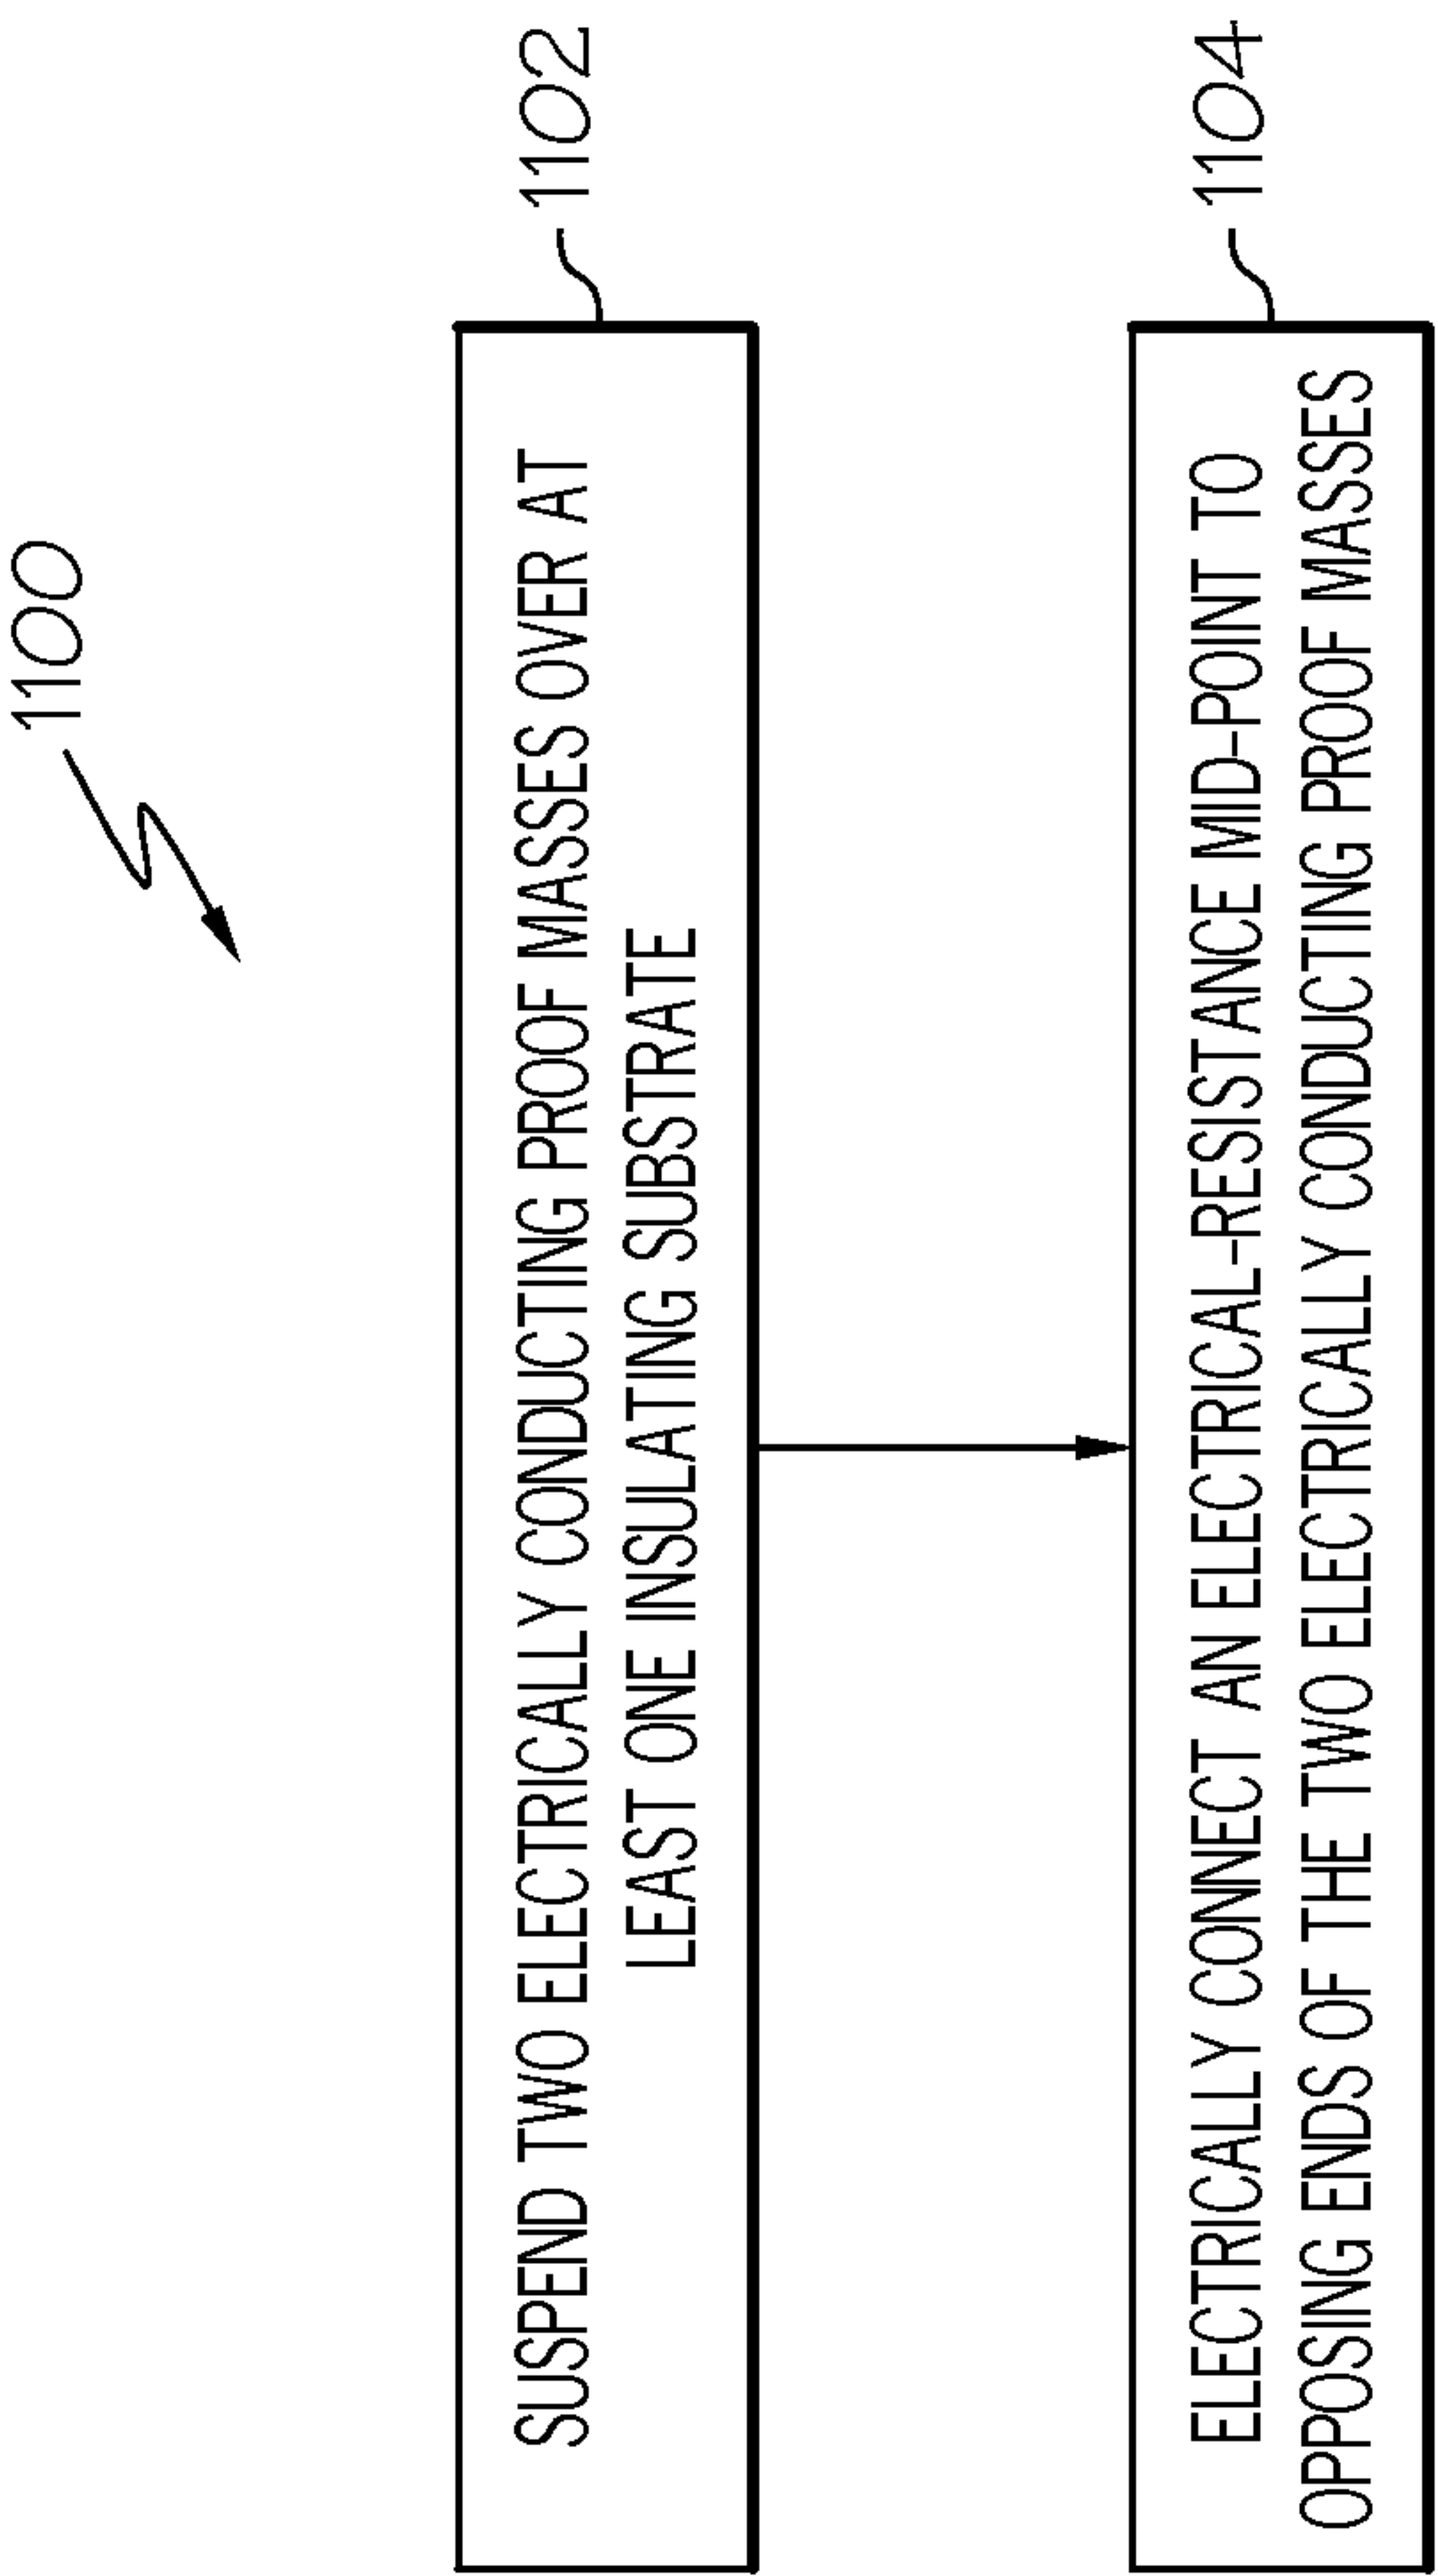 1100
SUSPEND TWO ELECTRICALLY CONDUCTING PROOF MASSES OVER AT
LEAST ONE INSULATING SUBSTRATE
1102
ELECTRICALLY CONNECT AN ELECTRICAL-RESISTANCE MID-POINT TO
OPPOSING ENDS OF THE TWO ELECTRICALLY CONDUCTING PROOF MASSES
1104